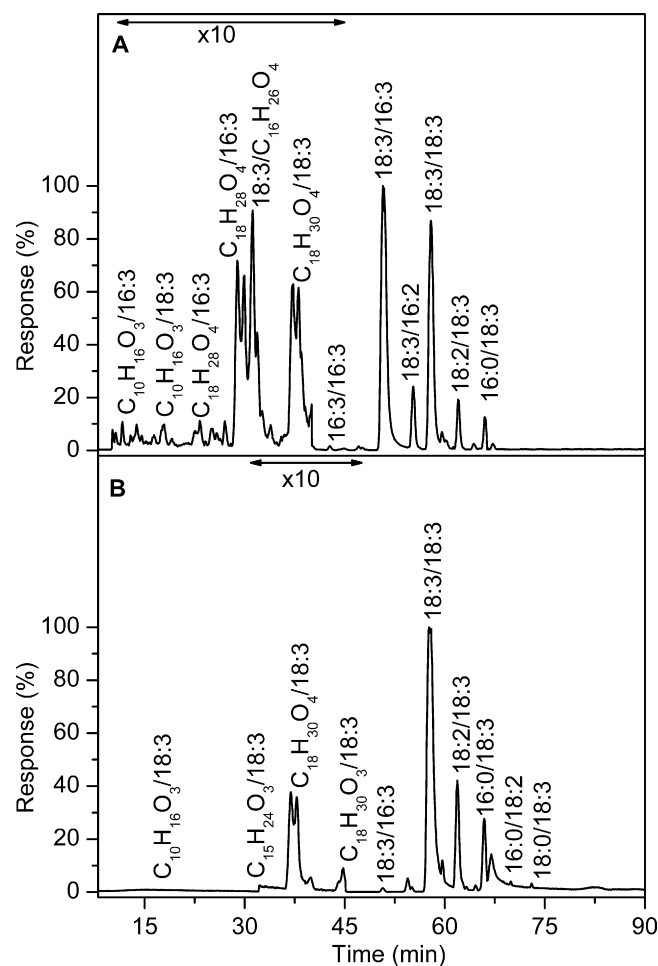 x10
A
C₁₀H₁₆O₃/16:3
C₁₀H₁₆O₃/18:3
C₁₈H₂₈O₄/16:3
C₁₈H₂₈O₄/16:3
18:3/C₁₆H₂₆O₄
C₁₈H₃₀O₄/18:3
16:3/16:3
18:3/16:3
18:3/16:2
18:3/18:3
18:2/18:3
16:0/18:3
Response (%)
100
80
60
40
20
0
x10
B
C₁₀H₁₆O₃/18:3
C₁₅H₂₄O₃/18:3
C₁₈H₃₀O₄/18:3
C₁₈H₃₀O₃/18:3
18:3/16:3
18:3/18:3
18:2/18:3
16:0/18:3
16:0/18:2
18:0/18:3
Response (%)
100
80
60
40
20
0
15 30 45 60 75 90
Time (min)